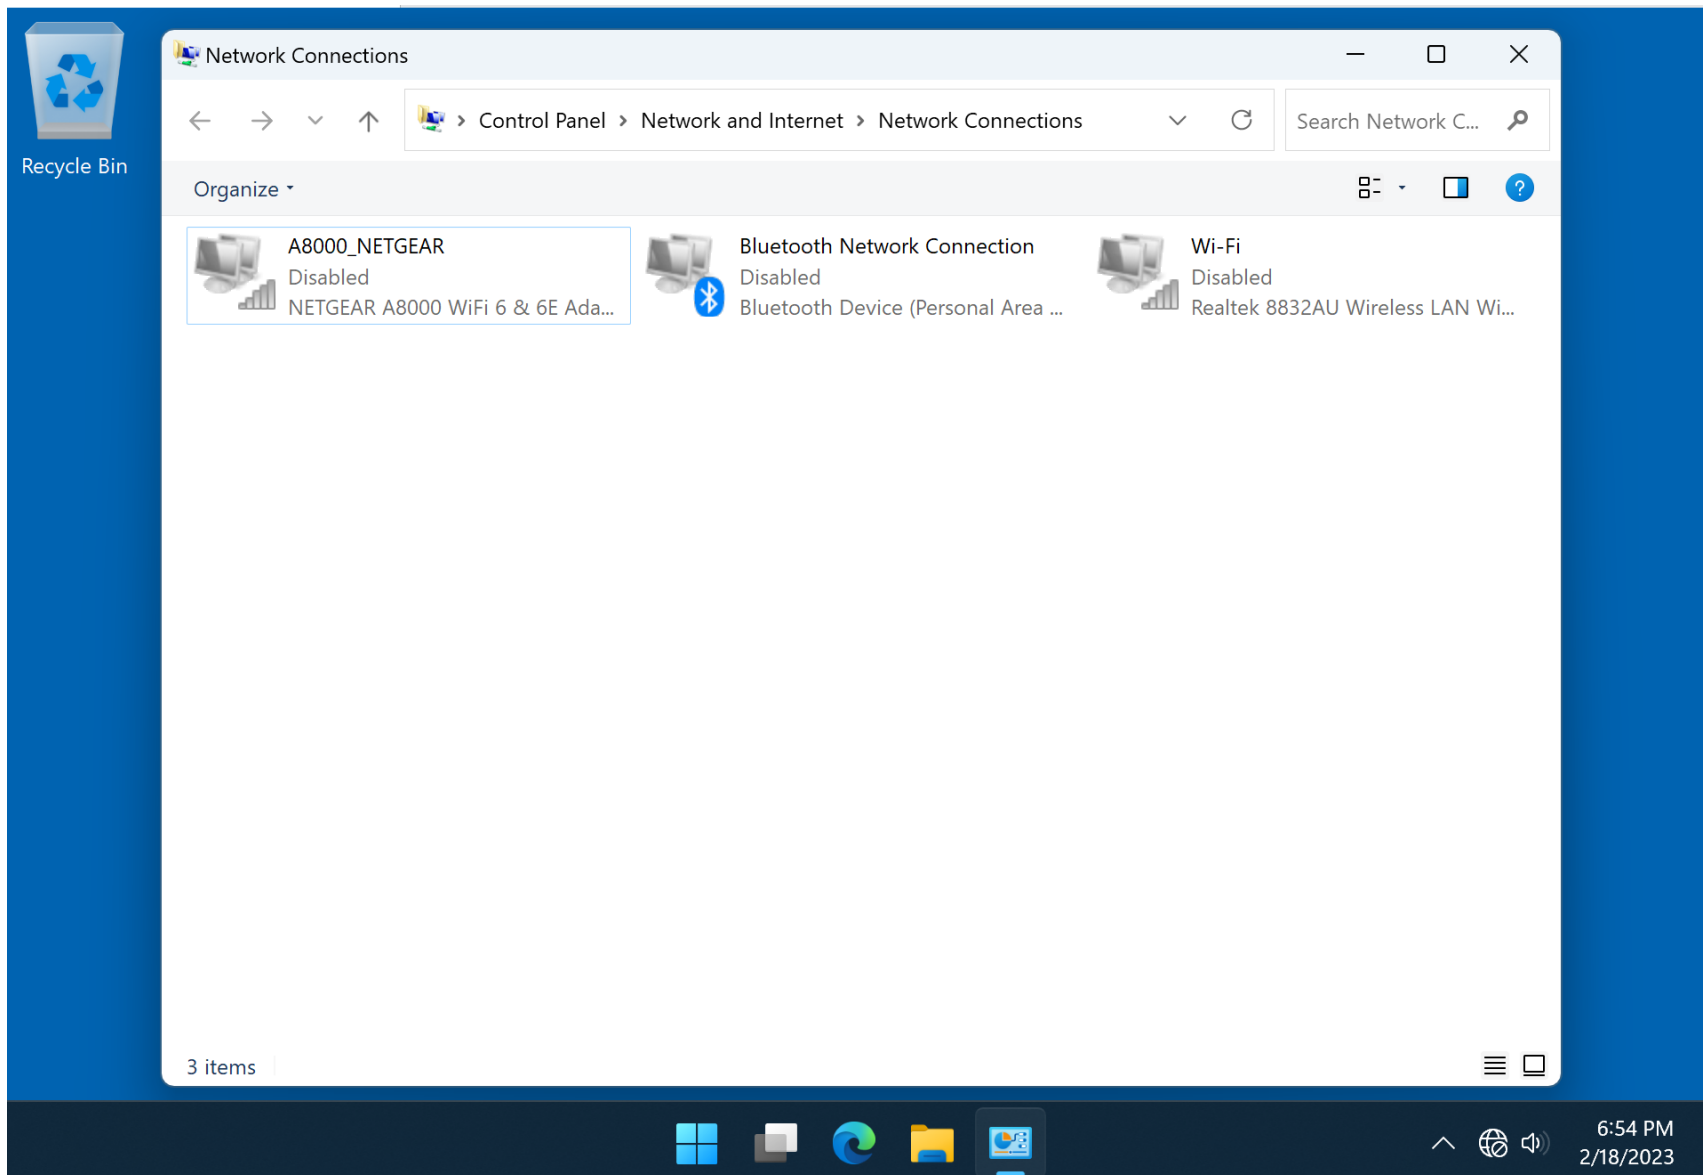 Recycle Bin
Network Connections
Control Panel > Network and Internet > Network Connections
Search Network C...
Organize
?
A8000_NETGEAR
Disabled
NETGEAR A8000 WiFi 6 & 6E Ada...
Bluetooth Network Connection
Disabled
Bluetooth Device (Personal Area ...
Wi-Fi
Disabled
Realtek 8832AU Wireless LAN Wi...
3 items
6:54 PM
2/18/2023